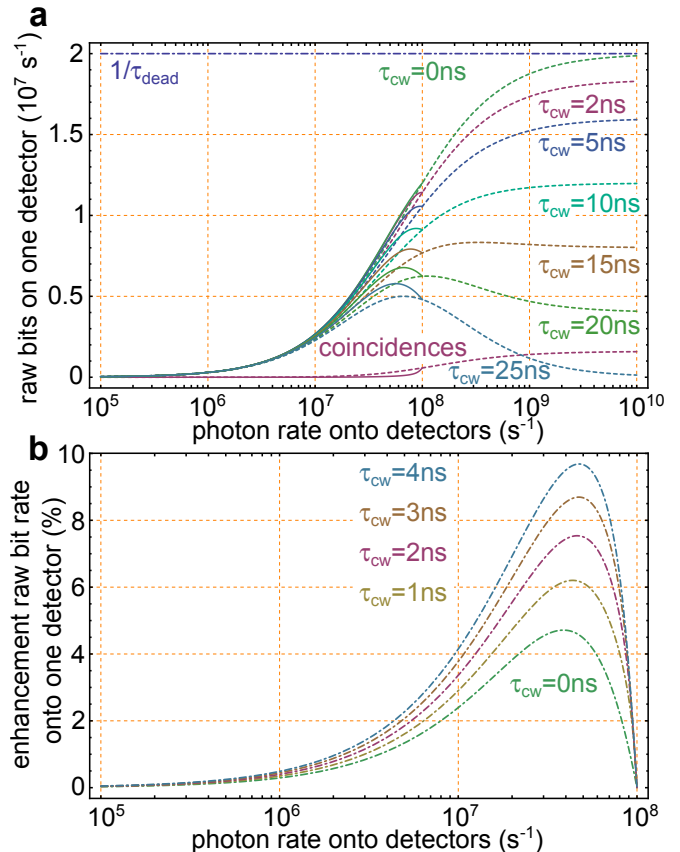 a
raw bits on one detector (10⁷ s⁻¹)
2
1.5
1
0.5
0
1/τdead
τcw=0ns
τcw=2ns
τcw=5ns
τcw=10ns
τcw=15ns
τcw=20ns
coincidences
τcw=25ns
10⁵ 10⁶ 10⁷ 10⁸ 10⁹ 10¹⁰
photon rate onto detectors (s⁻¹)
b
enhancement raw bit rate
onto one detector (%)
10
8
6
4
2
0
τcw=4ns
τcw=3ns
τcw=2ns
τcw=1ns
τcw=0ns
10⁵ 10⁶ 10⁷ 10⁸
photon rate onto detectors (s⁻¹)